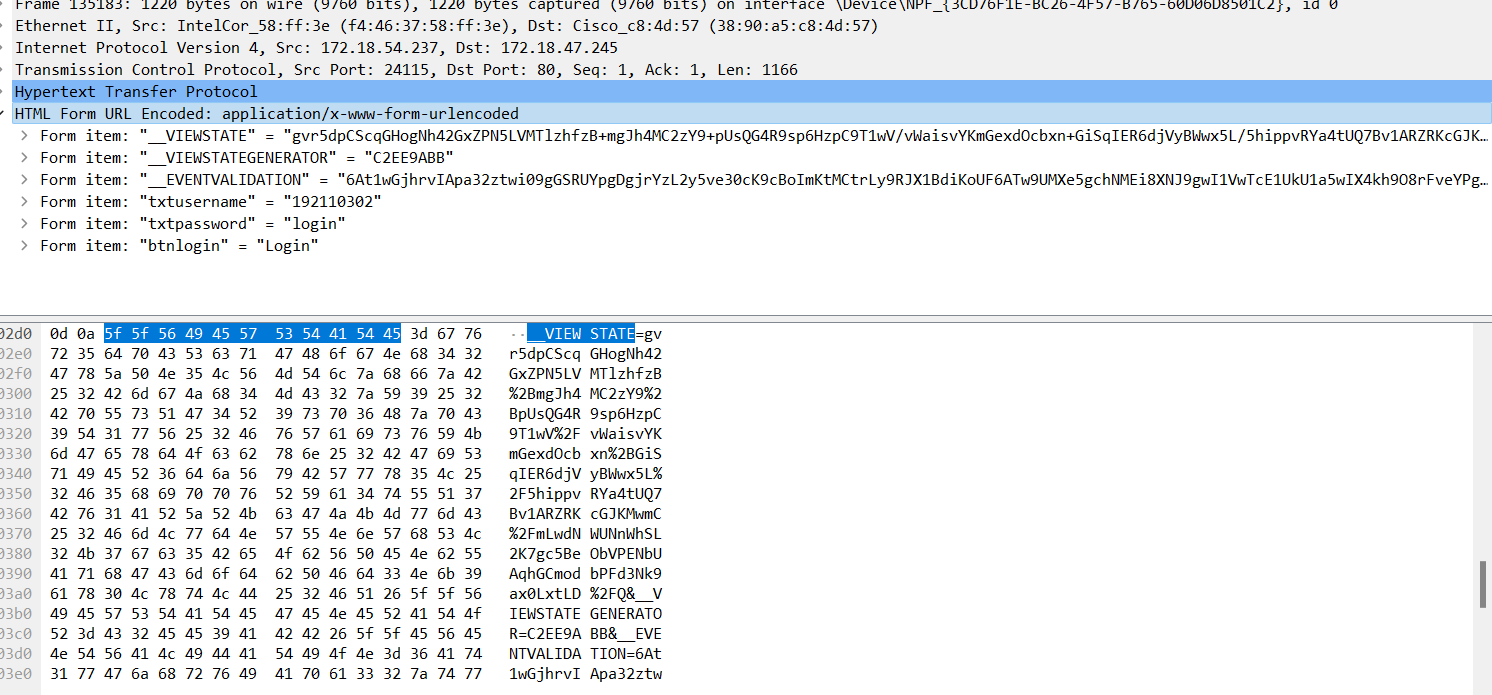 Frame 135183: 1220 bytes on wire (9760 bits), 1220 bytes captured (9760 bits) on interface \Device\NPF_{3CD76F1E-BC26-4F57-B765-60D06D8501C2}, id 0
Ethernet II, Src: IntelCor_58:ff:3e (f4:46:37:58:ff:3e), Dst: Cisco_c8:4d:57 (38:90:a5:c8:4d:57)
Internet Protocol Version 4, Src: 172.18.54.237, Dst: 172.18.47.245
Transmission Control Protocol, Src Port: 24115, Dst Port: 80, Seq: 1, Ack: 1, Len: 1166
Hypertext Transfer Protocol
HTML Form URL Encoded: application/x-www-form-urlencoded
Form item: "__VIEWSTATE" = "gvr5dpCScqGHogNh42GxZPN5LVMTlzhfzB+mgJh4MC2zY9+pUsQG4R9sp6HzpC9T1wV/vWaisvYKmGexdOcbxn+GiSqIER6djVyBWwx5L/5hippvRYa4tUQ7Bv1ARZRKcGJK…
Form item: "__VIEWSTATEGENERATOR" = "C2EE9ABB"
Form item: "__EVENTVALIDATION" = "6At1wGjhrvIApa32ztwi09gGSRUYpgDgjrYzL2y5ve30cK9cBoImKtMCtrLy9RJX1BdiKoUF6ATw9UMXe5gchNMEi8XNJ9gwI1VwTcE1UkU1a5wIX4kh9O8rFveYPg…
Form item: "txtusername" = "192110302"
Form item: "txtpassword" = "login"
Form item: "btnlogin" = "Login"
02d0 0d 0a 5f 5f 56 49 45 57 53 54 41 54 45 3d 67 76 ··__VIEW STATE=gv
02e0 72 35 64 70 43 53 63 71 47 48 6f 67 4e 68 34 32 r5dpCScq GHogNh42
02f0 47 78 5a 50 4e 35 4c 56 4d 54 6c 7a 68 66 7a 42 GxZPN5LV MTlzhfzB
0300 25 32 42 6d 67 4a 68 34 4d 43 32 7a 59 39 25 32 %2BmgJh4 MC2zY9%2
0310 42 70 55 73 51 47 34 52 39 73 70 36 48 7a 70 43 BpUsQG4R 9sp6HzpC
0320 39 54 31 77 56 25 32 46 76 57 61 69 73 76 59 4b 9T1wV%2F vWaisvYK
0330 6d 47 65 78 64 4f 63 62 78 6e 25 32 42 47 69 53 mGexdOcb xn%2BGiS
0340 71 49 45 52 36 64 6a 56 79 42 57 77 78 35 4c 25 qIER6djV yBWwx5L%
0350 32 46 35 68 69 70 70 76 52 59 61 34 74 55 51 37 2F5hippv RYa4tUQ7
0360 42 76 31 41 52 5a 52 4b 63 47 4a 4b 4d 77 6d 43 Bv1ARZRK cGJKMwmC
0370 25 32 46 6d 4c 77 64 4e 57 55 4e 6e 57 68 53 4c %2FmLwdN WUNnWhSL
0380 32 4b 37 67 63 35 42 65 4f 62 56 50 45 4e 62 55 2K7gc5Be ObVPENbU
0390 41 71 68 47 43 6d 6f 64 62 50 46 64 33 4e 6b 39 AqhGCmod bPFd3Nk9
03a0 61 78 30 4c 78 74 4c 44 25 32 46 51 26 5f 5f 56 ax0LxtLD %2FQ&__V
03b0 49 45 57 53 54 41 54 45 47 45 4e 45 52 41 54 4f IEWSTATE GENERATO
03c0 52 3d 43 32 45 45 39 41 42 42 26 5f 5f 45 56 45 R=C2EE9A BB&__EVE
03d0 4e 54 56 41 4c 49 44 41 54 49 4f 4e 3d 36 41 74 NTVALIDA TION=6At
03e0 31 77 47 6a 68 72 76 49 41 70 61 33 32 7a 74 77 1wGjhrvI Apa32ztw